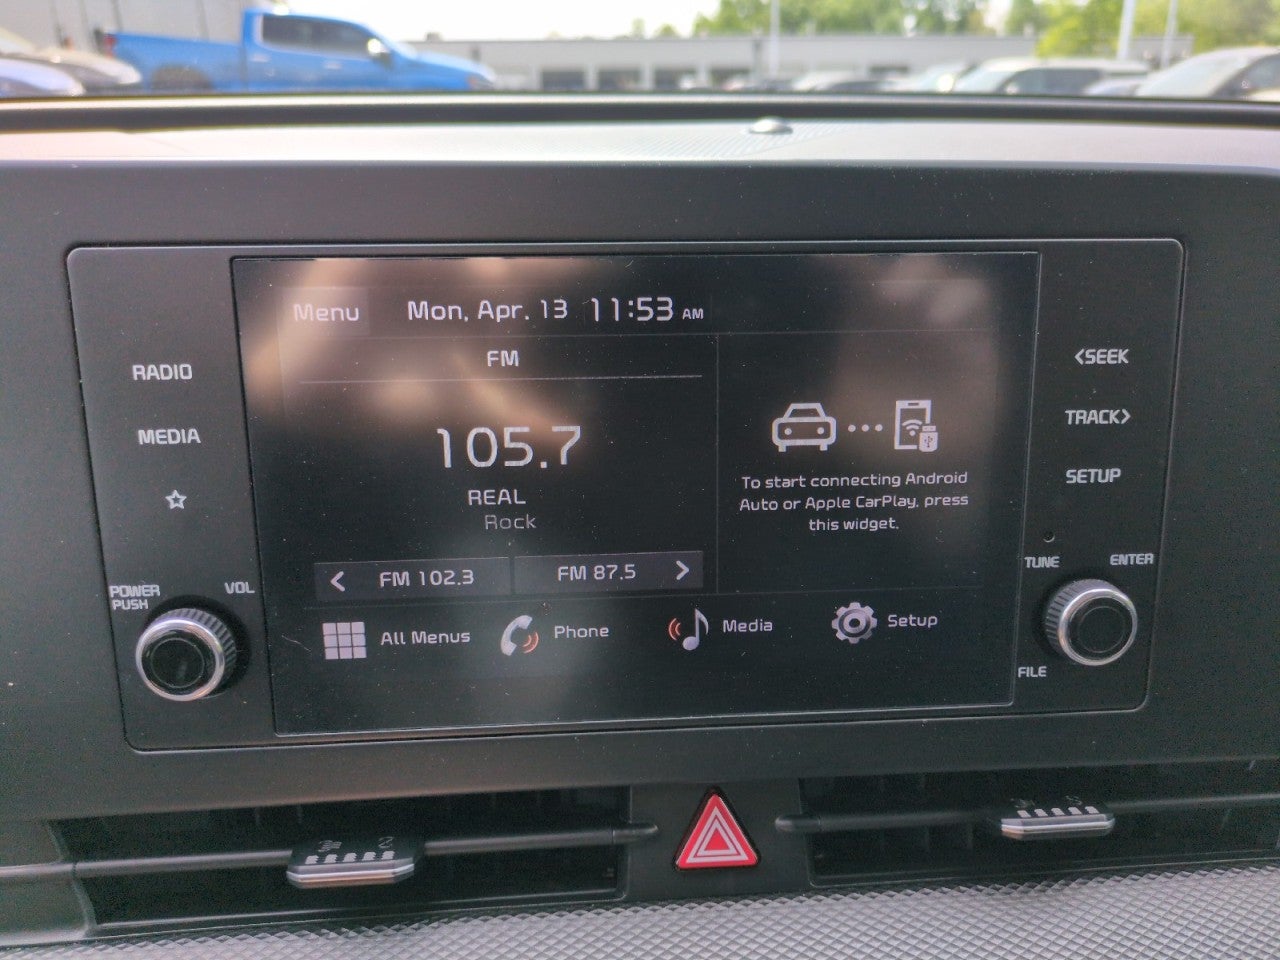 Menu Mon, Apr. 13 11:53 AM
FM
105.7
REAL
Rock
< FM 102.3 FM 87.5 >
To start connecting Android
Auto or Apple CarPlay, press
this widget.
All Menus Phone Media Setup
RADIO
MEDIA
POWER
PUSH
VOL
<SEEK
TRACK>
SETUP
TUNE
ENTER
FILE